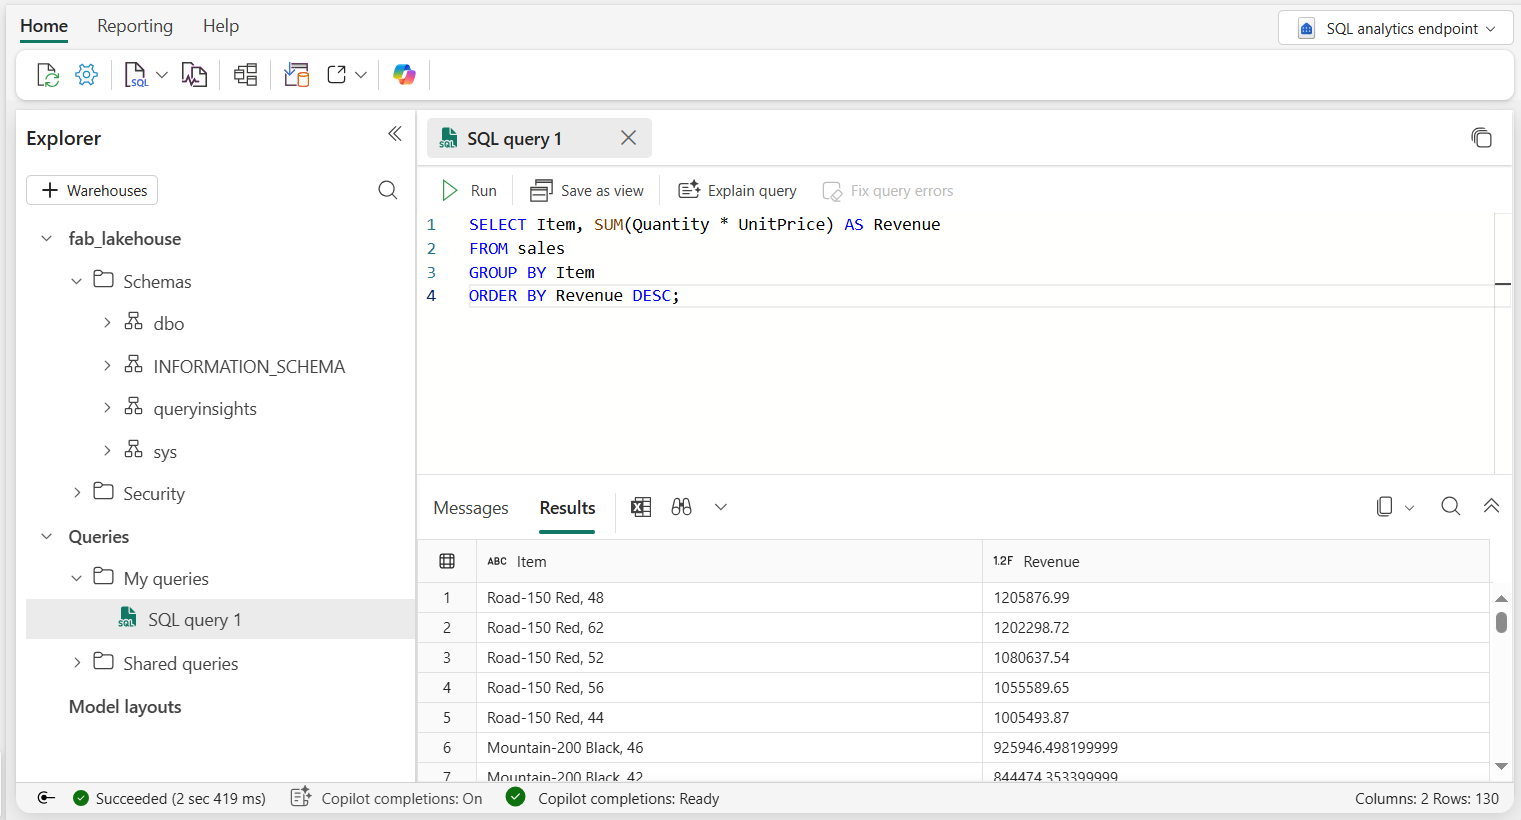 Home Reporting Help
SQL analytics endpoint
SQL
Explorer
SQL query 1
Warehouses
Run Save as view Explain query Fix query errors
fab_lakehouse
Schemas
dbo
INFORMATION_SCHEMA
queryinsights
sys
Security
Queries
My queries
SQL query 1
Shared queries
Model layouts
1 SELECT Item, SUM(Quantity * UnitPrice) AS Revenue
2 FROM sales
3 GROUP BY Item
4 ORDER BY Revenue DESC;
Messages Results
ABC Item 1.2F Revenue
1 Road-150 Red, 48 1205876.99
2 Road-150 Red, 62 1202298.72
3 Road-150 Red, 52 1080637.54
4 Road-150 Red, 56 1055589.65
5 Road-150 Red, 44 1005493.87
6 Mountain-200 Black, 46 925946.498199999
7 Mountain-200 Black, 42 844474.353399999
Succeeded (2 sec 419 ms) Copilot completions: On Copilot completions: Ready Columns: 2 Rows: 130